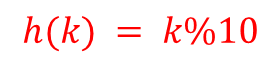 h(k) = k%10